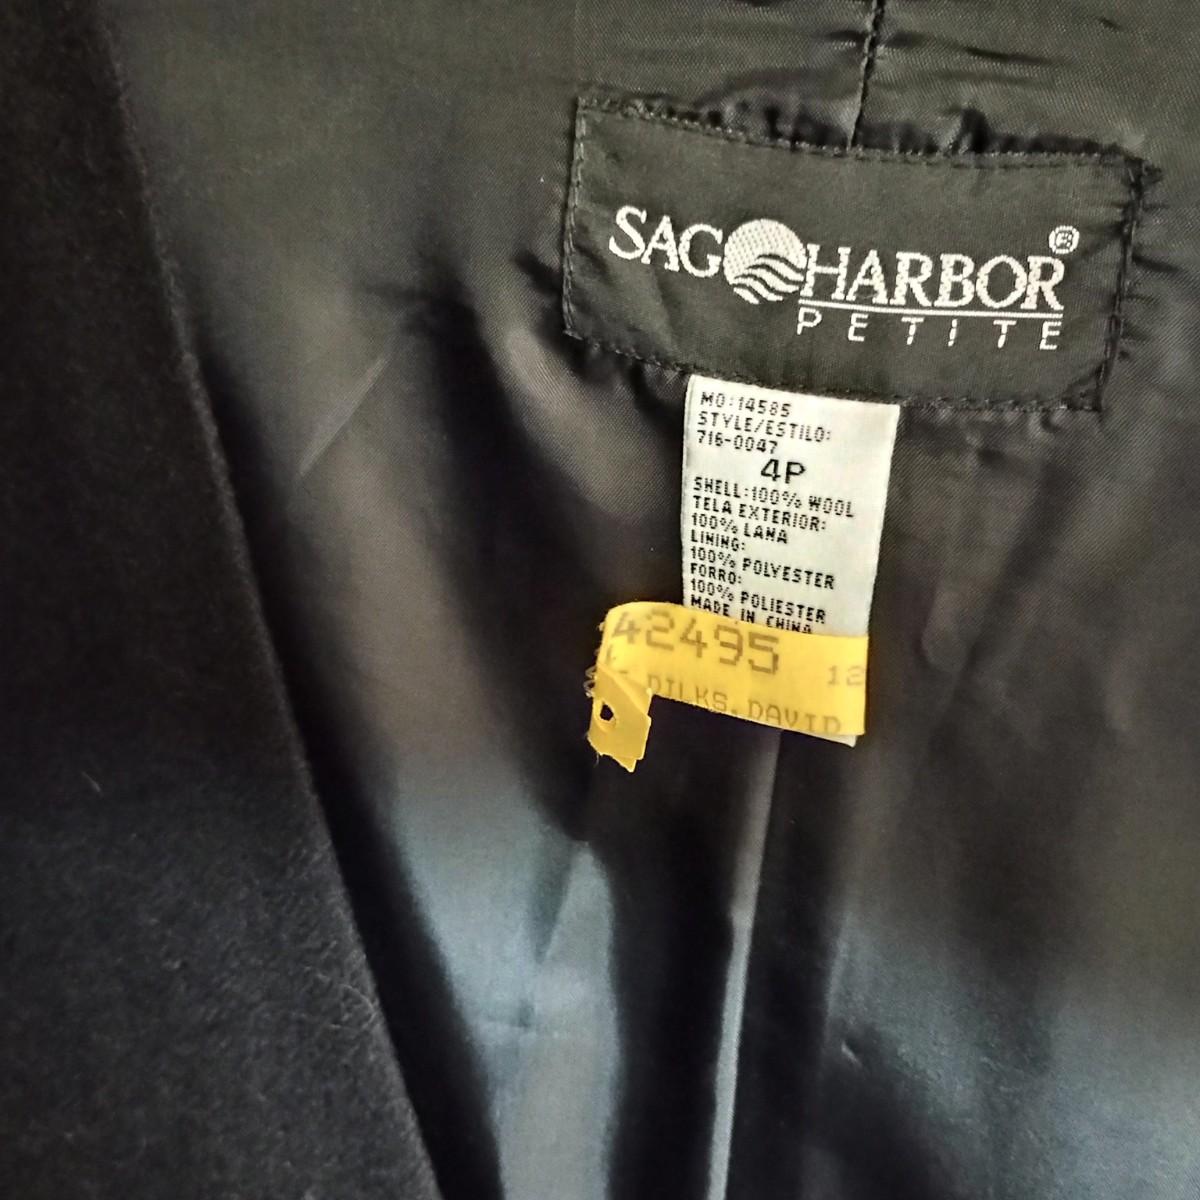 SAG HARBOR®
PETITE
MO:14585
STYLE/ESTILO:
716-0047
4P
SHELL:100% WOOL
TELA EXTERIOR:
100% LANA
LINING:
100% POLYESTER
FORRO:
100% POLIESTER
MADE IN CHINA
42495 12
DILKS, DAVID